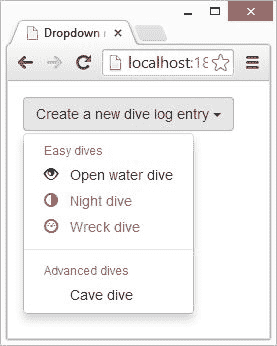 Dropdown
localhost:18
Create a new dive log entry
Easy dives
Open water dive
Night dive
Wreck dive
Advanced dives
Cave dive